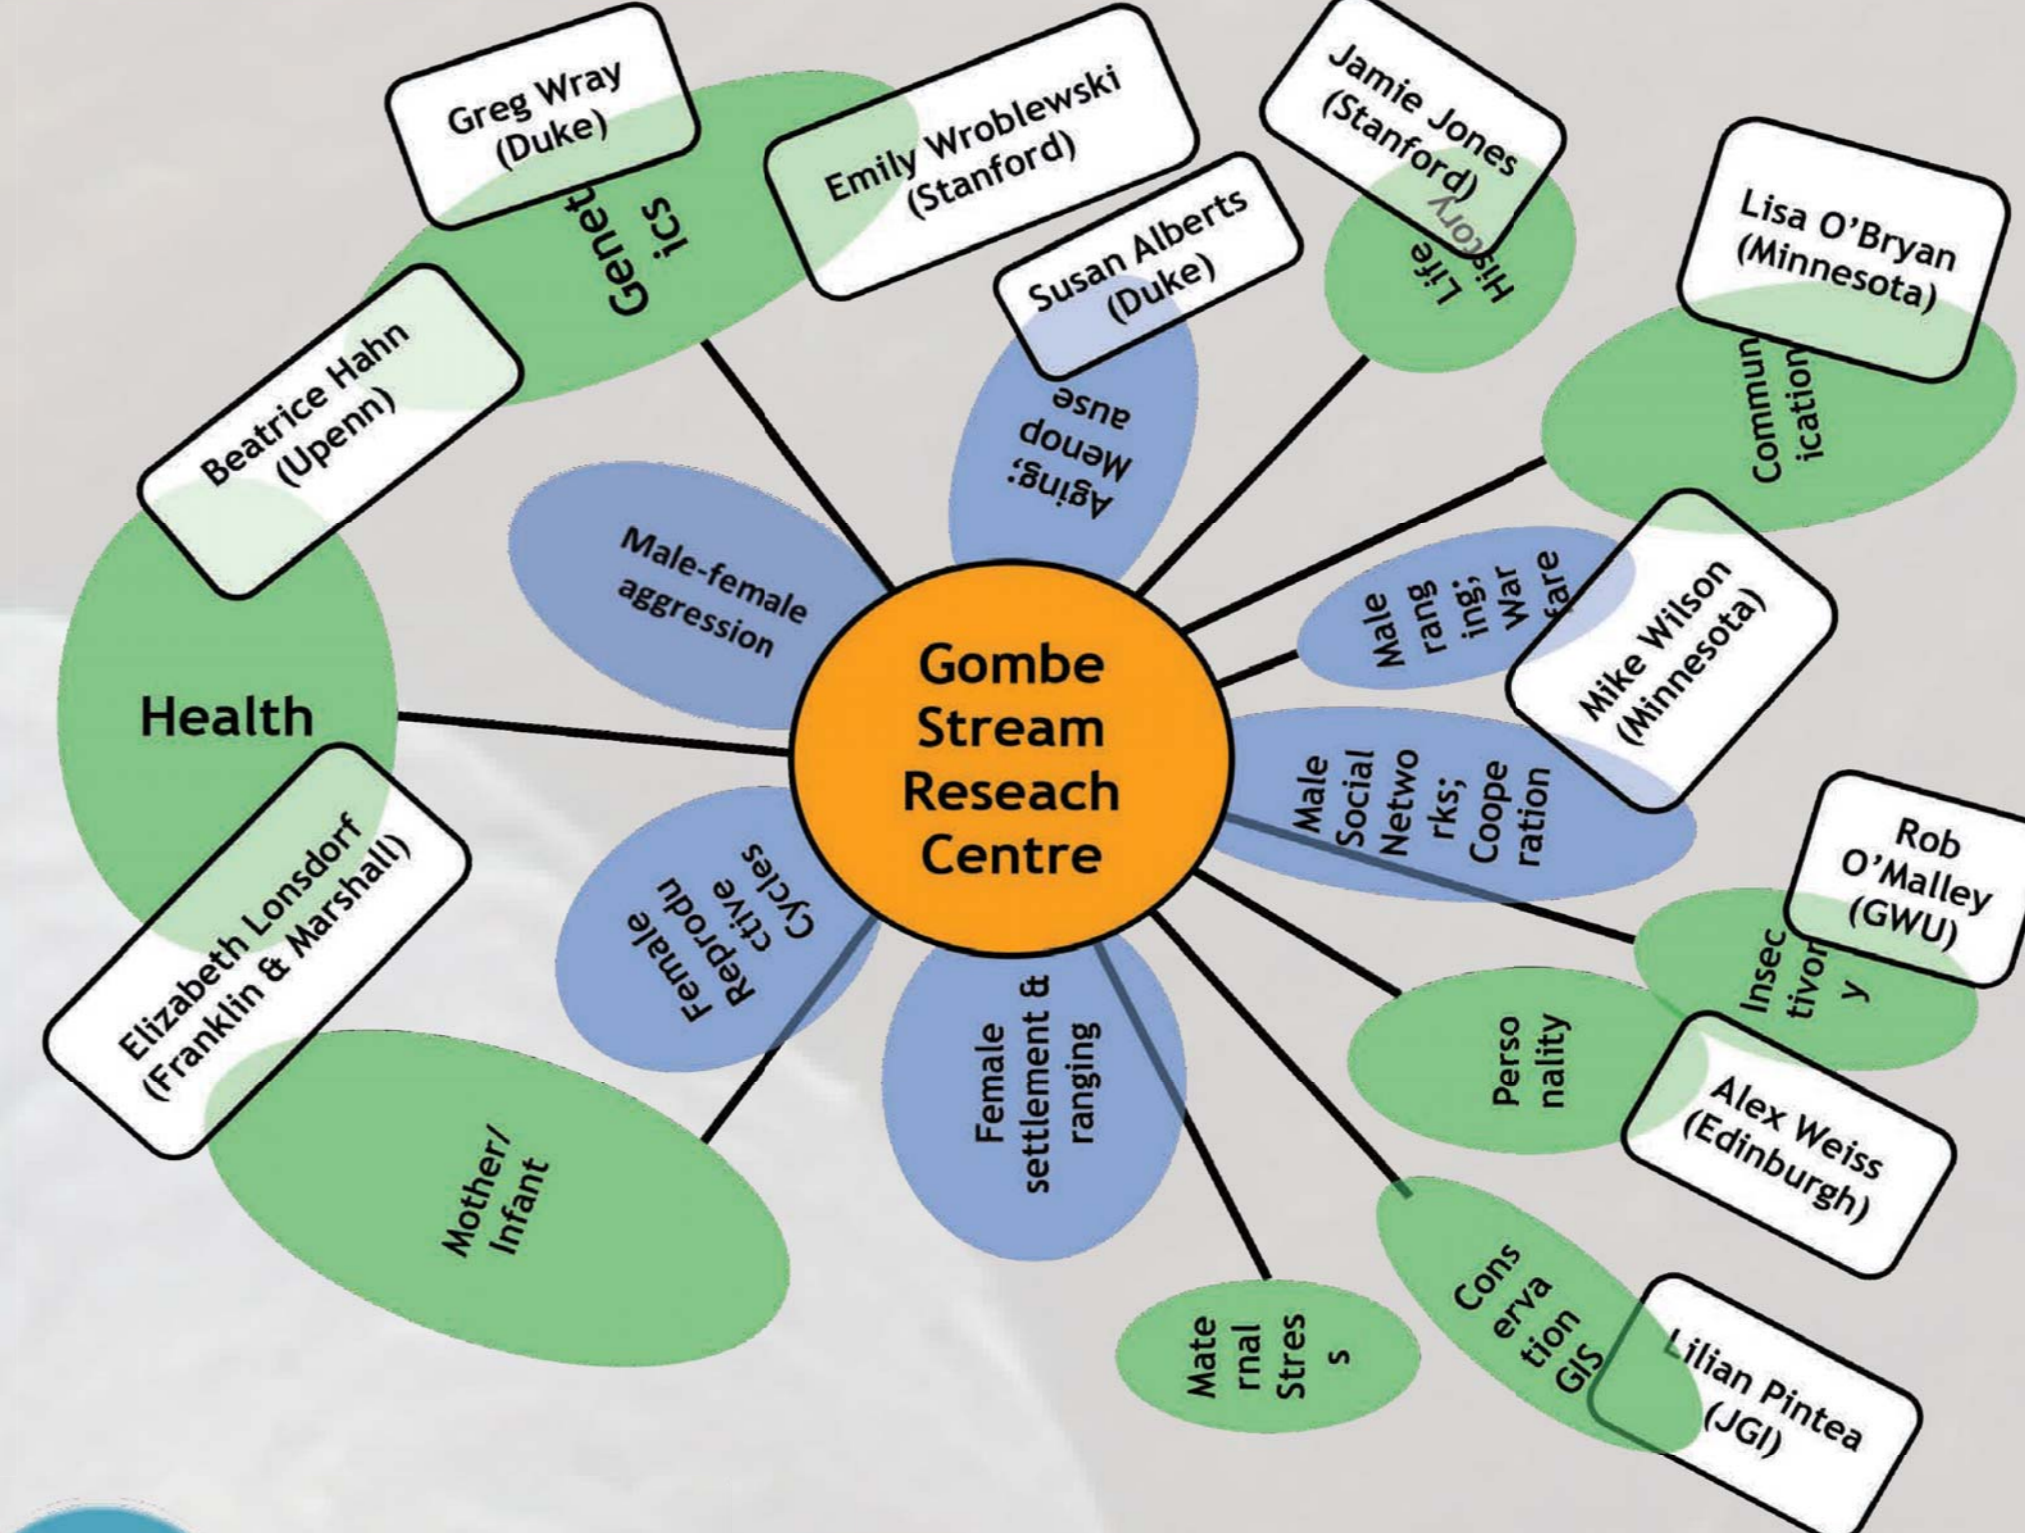 Greg Wray
(Duke)
Genet
ics
Emily Wroblewski
(Stanford)
Susan Alberts
(Duke)
Aging;
Menop
ause
Jamie Jones
(Stanford)
Life
History
Lisa O'Bryan
(Minnesota)
Commun
ication
Beatrice Hahn
(Upenn)
Male-female
aggression
Male
rang
ing;
War
fare
Mike Wilson
(Minnesota)
Health
Gombe
Stream
Reseach
Centre
Male
Social
Netwo
rks;
Coope
ration
Rob
O'Malley
(GWU)
Insec
tivor
y
Elizabeth Lonsdorf
(Franklin & Marshall)
Female
Reprodu
ctive
Cycles
Female
settlement &
ranging
Perso
nality
Alex Weiss
(Edinburgh)
Mother/
Infant
Mate
rnal
Stres
s
Cons
erva
tion
GIS
Lilian Pintea
(JGI)